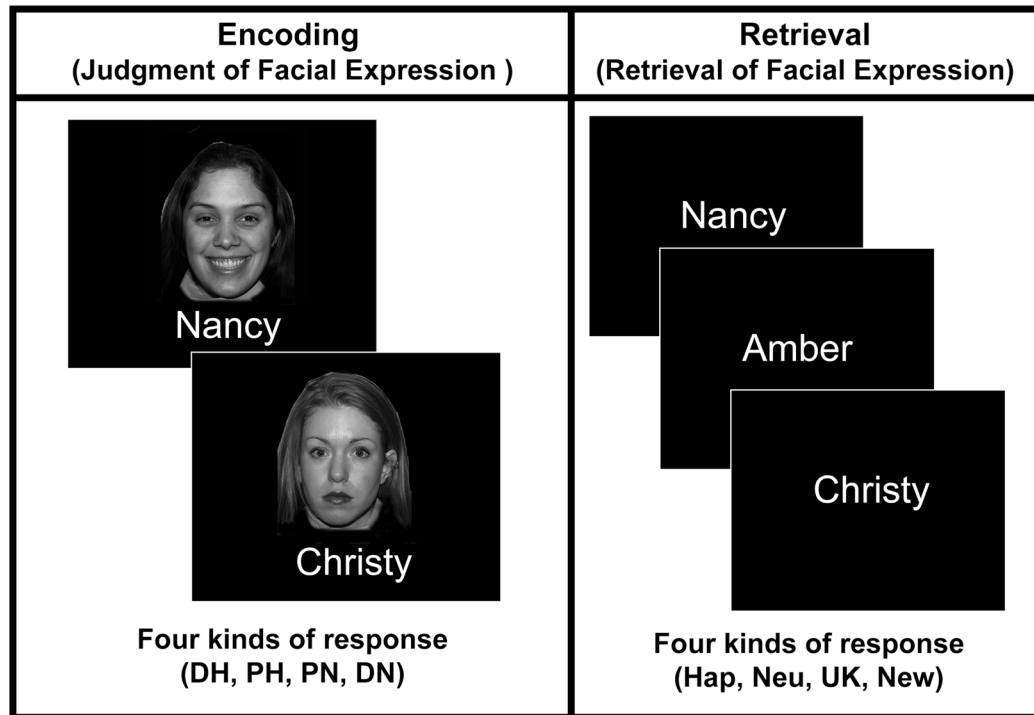 Encoding
(Judgment of Facial Expression )
Retrieval
(Retrieval of Facial Expression)
Nancy
Christy
Four kinds of response
(DH, PH, PN, DN)
Nancy
Amber
Christy
Four kinds of response
(Hap, Neu, UK, New)